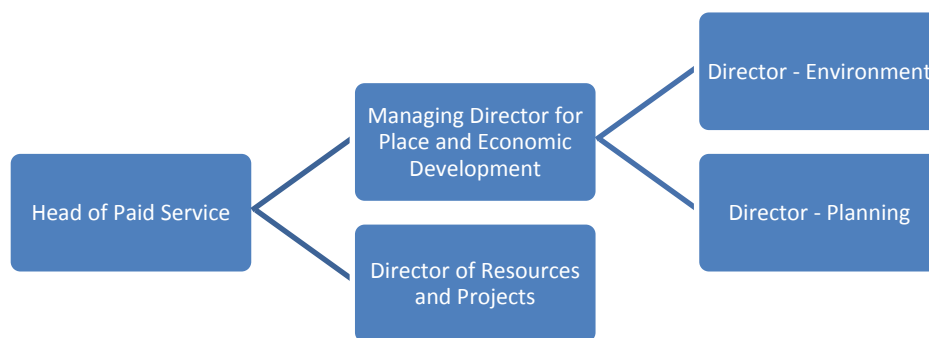 Head of Paid Service
Managing Director for
Place and Economic
Development
Director of Resources
and Projects
Director - Environment
Director - Planning